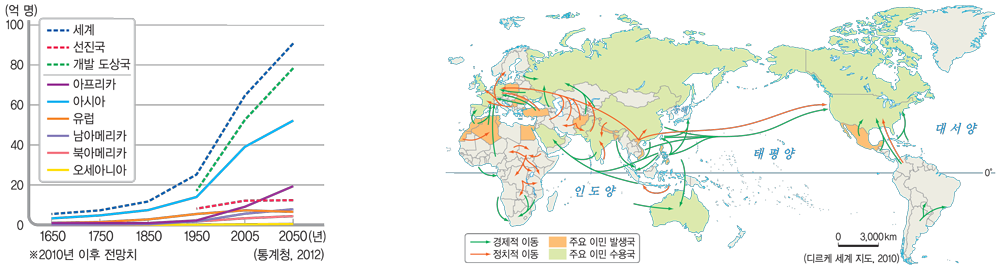 (억 명)
100
80
60
40
20
0
세계
선진국
개발 도상국
아프리카
아시아
유럽
남아메리카
북아메리카
오세아니아
1650 1750 1850 1950 2005 2050(년)
※2010년 이후 전망치
(통계청, 2012)
대서양
태평양
인도양
0°
경제적 이동
정치적 이동
주요 이민 발생국
주요 이민 수용국
0 3,000km
(디르케 세계 지도, 2010)